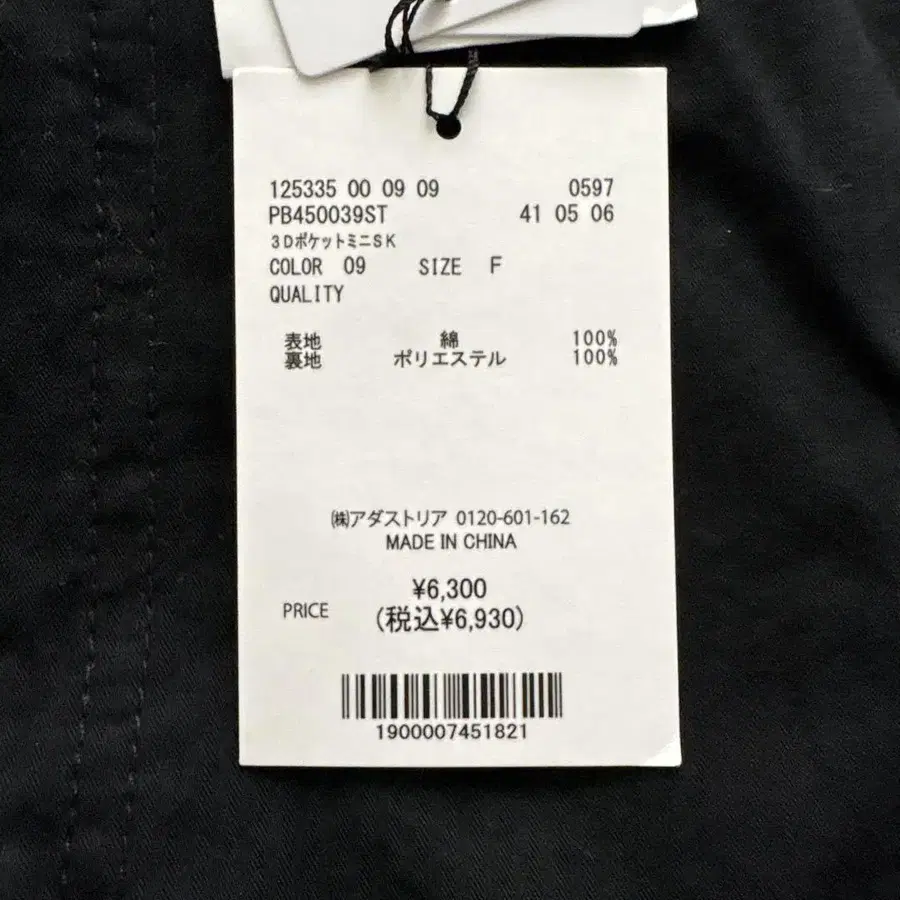 125335 00 09 09 0597
PB450039ST 41 05 06
3DポケットミニSK
COLOR 09 SIZE F
QUALITY
表地 綿 100%
裏地 ポリエステル 100%
㈱アダストリア 0120-601-162
MADE IN CHINA
¥6,300
PRICE (税込¥6,930)
1900007451821